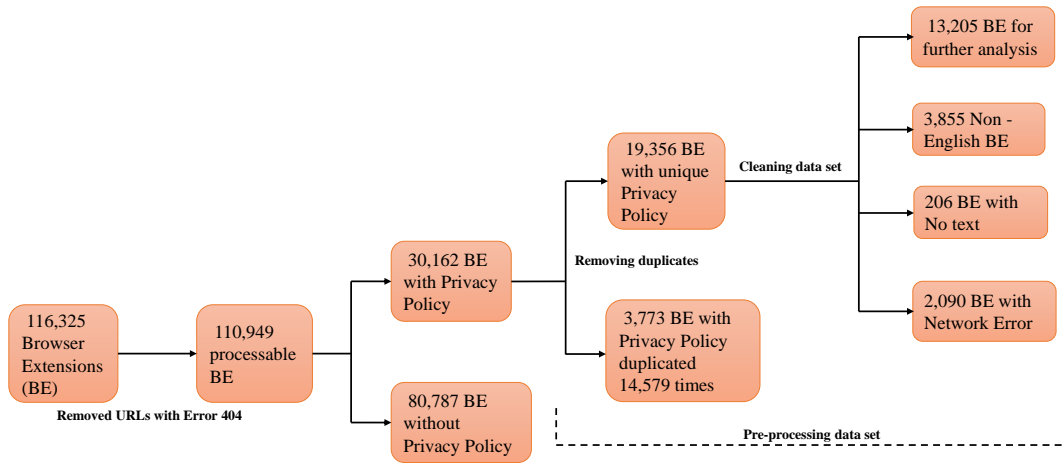 116,325
Browser
Extensions
(BE)
Removed URLs with Error 404
110,949
processable
BE
30,162 BE
with Privacy
Policy
80,787 BE
without
Privacy Policy
Removing duplicates
19,356 BE
with unique
Privacy
Policy
3,773 BE with
Privacy Policy
duplicated
14,579 times
Cleaning data set
13,205 BE for
further analysis
3,855 Non -
English BE
206 BE with
No text
2,090 BE with
Network Error
Pre-processing data set